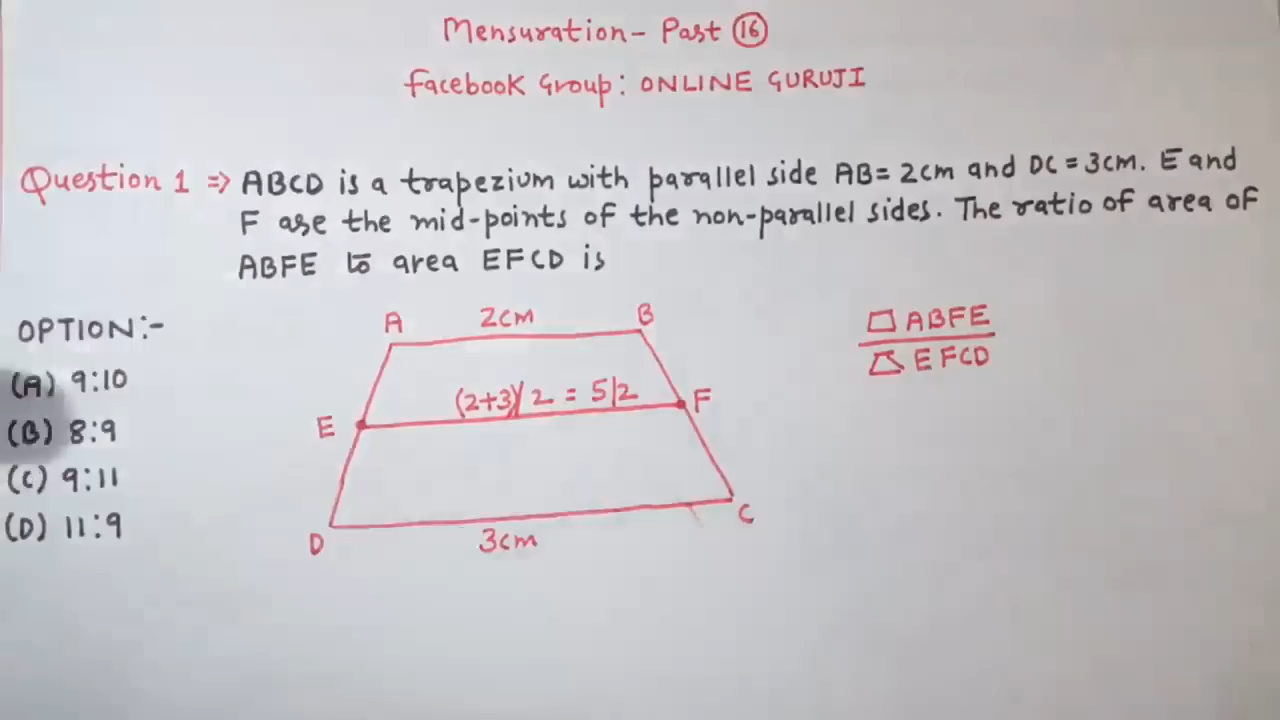 Mensuration - Part 16
Facebook Group: ONLINE GURUJI
Question 1 ⇒ ABCD is a trapezium with parallel side AB = 2cm and DC = 3cm. E and
F are the mid-points of the non-parallel sides. The ratio of area of
ABFE to area EFCD is
OPTION:-
(A) 9:10
(B) 8:9
(C) 9:11
(D) 11:9
A 2cm B
(2+3)/2 = 5/2
E F
D 3cm C
▱ ABFE
▱ EFCD